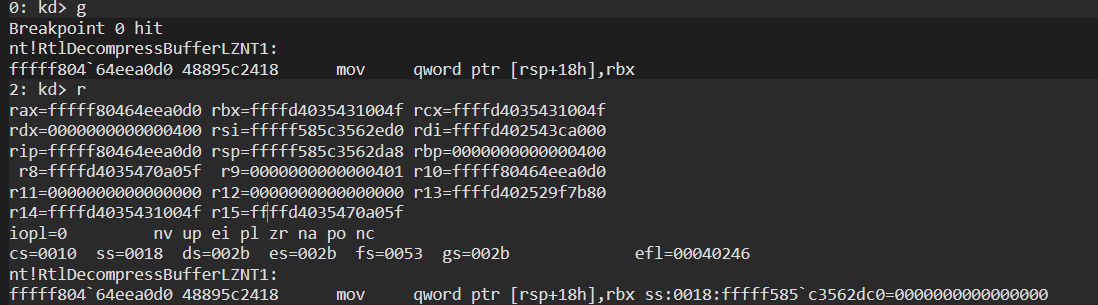 0: kd> g
Breakpoint 0 hit
nt!RtlDecompressBufferLZNT1:
fffff804`64eea0d0 48895c2418      mov     qword ptr [rsp+18h],rbx
2: kd> r
rax=fffff80464eea0d0 rbx=ffffd4035431004f rcx=ffffd4035431004f
rdx=0000000000000400 rsi=fffff585c3562ed0 rdi=ffffd402543ca000
rip=fffff80464eea0d0 rsp=fffff585c3562da8 rbp=0000000000000400
 r8=ffffd4035470a05f  r9=0000000000000401 r10=fffff80464eea0d0
r11=0000000000000000 r12=0000000000000000 r13=ffffd402529f7b80
r14=ffffd4035431004f r15=ffffd4035470a05f
iopl=0         nv up ei pl zr na po nc
cs=0010  ss=0018  ds=002b  es=002b  fs=0053  gs=002b             efl=00040246
nt!RtlDecompressBufferLZNT1:
fffff804`64eea0d0 48895c2418      mov     qword ptr [rsp+18h],rbx ss:0018:fffff585`c3562dc0=0000000000000000